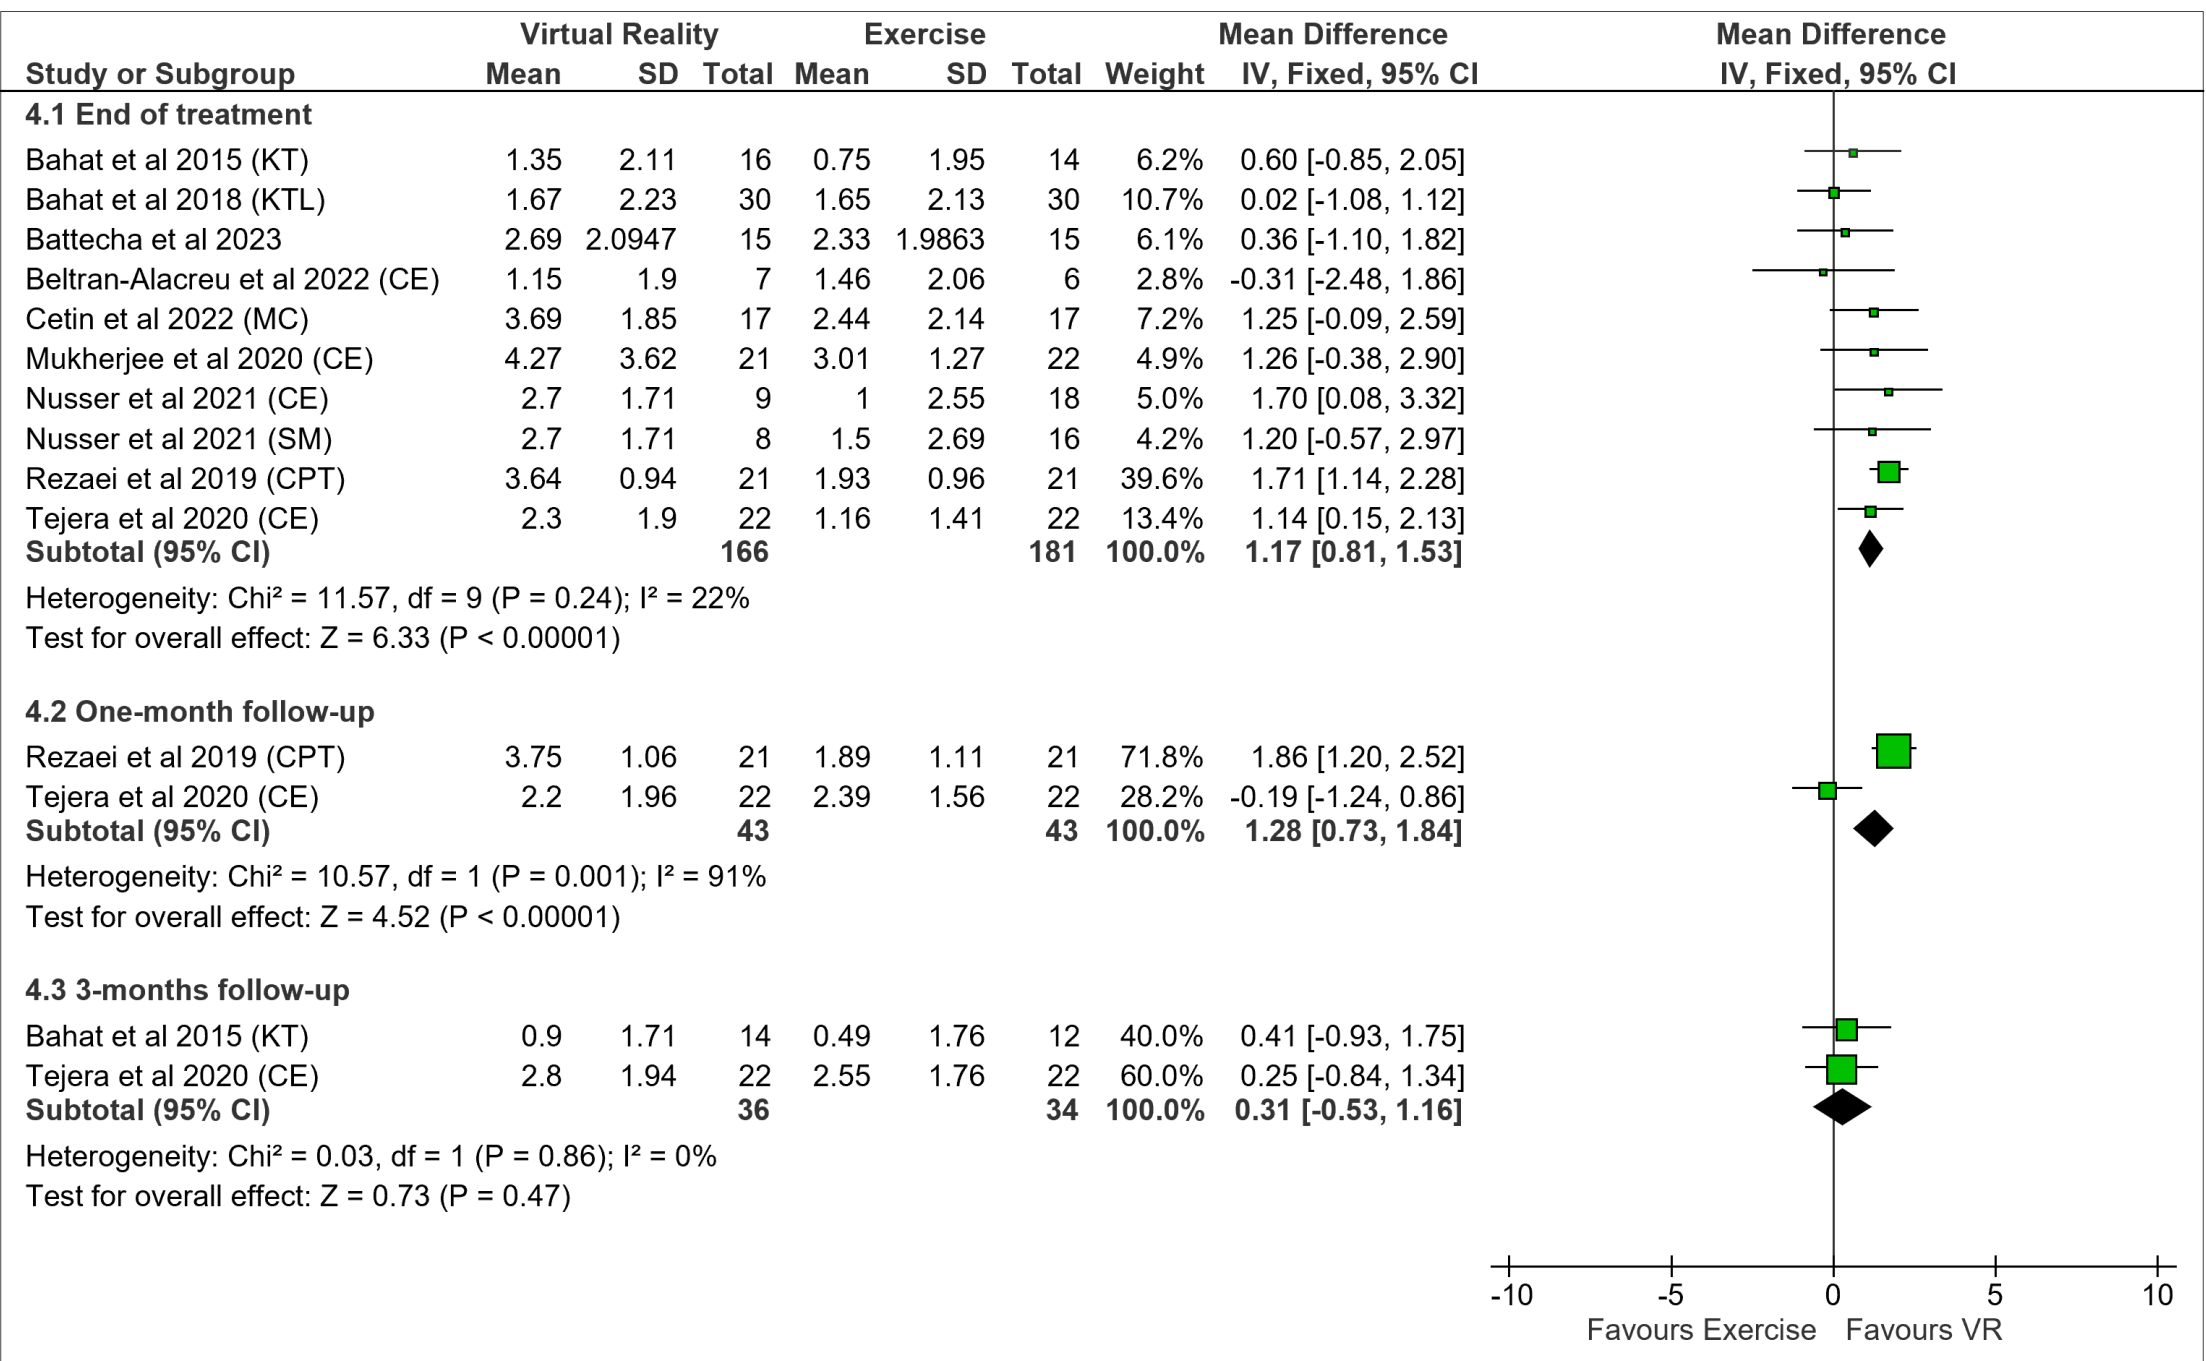 Virtual Reality Exercise Mean Difference Mean Difference
Study or Subgroup Mean SD Total Mean SD Total Weight IV, Fixed, 95% CI IV, Fixed, 95% CI
4.1 End of treatment
Bahat et al 2015 (KT) 1.35 2.11 16 0.75 1.95 14 6.2% 0.60 [-0.85, 2.05]
Bahat et al 2018 (KTL) 1.67 2.23 30 1.65 2.13 30 10.7% 0.02 [-1.08, 1.12]
Battecha et al 2023 2.69 2.0947 15 2.33 1.9863 15 6.1% 0.36 [-1.10, 1.82]
Beltran-Alacreu et al 2022 (CE) 1.15 1.9 7 1.46 2.06 6 2.8% -0.31 [-2.48, 1.86]
Cetin et al 2022 (MC) 3.69 1.85 17 2.44 2.14 17 7.2% 1.25 [-0.09, 2.59]
Mukherjee et al 2020 (CE) 4.27 3.62 21 3.01 1.27 22 4.9% 1.26 [-0.38, 2.90]
Nusser et al 2021 (CE) 2.7 1.71 9 1 2.55 18 5.0% 1.70 [0.08, 3.32]
Nusser et al 2021 (SM) 2.7 1.71 8 1.5 2.69 16 4.2% 1.20 [-0.57, 2.97]
Rezaei et al 2019 (CPT) 3.64 0.94 21 1.93 0.96 21 39.6% 1.71 [1.14, 2.28]
Tejera et al 2020 (CE) 2.3 1.9 22 1.16 1.41 22 13.4% 1.14 [0.15, 2.13]
Subtotal (95% CI) 166 181 100.0% 1.17 [0.81, 1.53]
Heterogeneity: Chi² = 11.57, df = 9 (P = 0.24); I² = 22%
Test for overall effect: Z = 6.33 (P < 0.00001)
4.2 One-month follow-up
Rezaei et al 2019 (CPT) 3.75 1.06 21 1.89 1.11 21 71.8% 1.86 [1.20, 2.52]
Tejera et al 2020 (CE) 2.2 1.96 22 2.39 1.56 22 28.2% -0.19 [-1.24, 0.86]
Subtotal (95% CI) 43 43 100.0% 1.28 [0.73, 1.84]
Heterogeneity: Chi² = 10.57, df = 1 (P = 0.001); I² = 91%
Test for overall effect: Z = 4.52 (P < 0.00001)
4.3 3-months follow-up
Bahat et al 2015 (KT) 0.9 1.71 14 0.49 1.76 12 40.0% 0.41 [-0.93, 1.75]
Tejera et al 2020 (CE) 2.8 1.94 22 2.55 1.76 22 60.0% 0.25 [-0.84, 1.34]
Subtotal (95% CI) 36 34 100.0% 0.31 [-0.53, 1.16]
Heterogeneity: Chi² = 0.03, df = 1 (P = 0.86); I² = 0%
Test for overall effect: Z = 0.73 (P = 0.47)
-10 -5 0 5 10
Favours Exercise Favours VR